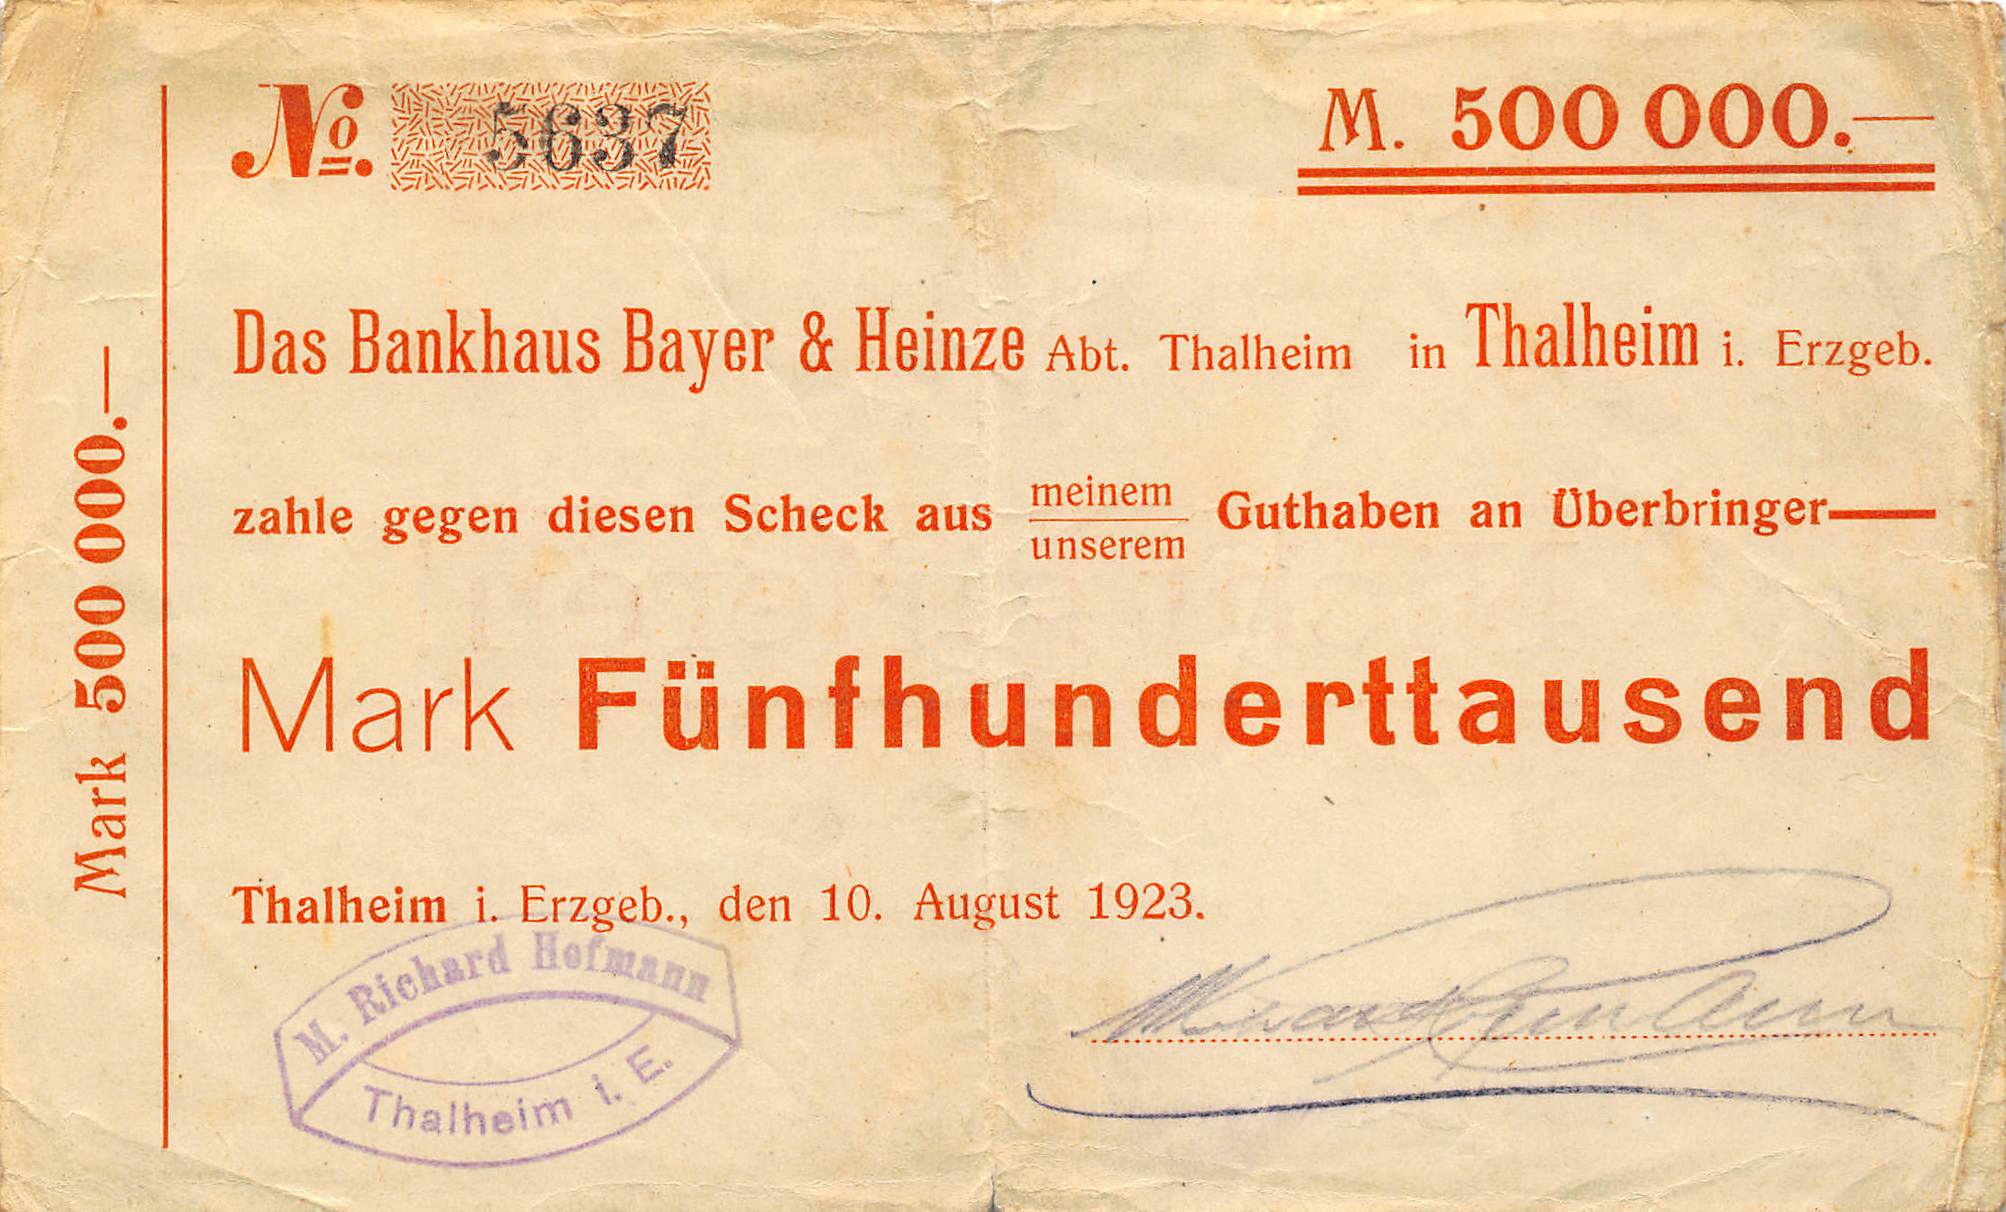 No. 5637
M. 500 000.—
Das Bankhaus Bayer & Heinze Abt. Thalheim in Thalheim i. Erzgeb.
zahle gegen diesen Scheck aus meinem
unserem Guthaben an Überbringer—
Mark Fünfhunderttausend
Thalheim i. Erzgeb., den 10. August 1923.
M. Richard Hofmann
Thalheim i. E.
Mark 500 000.—